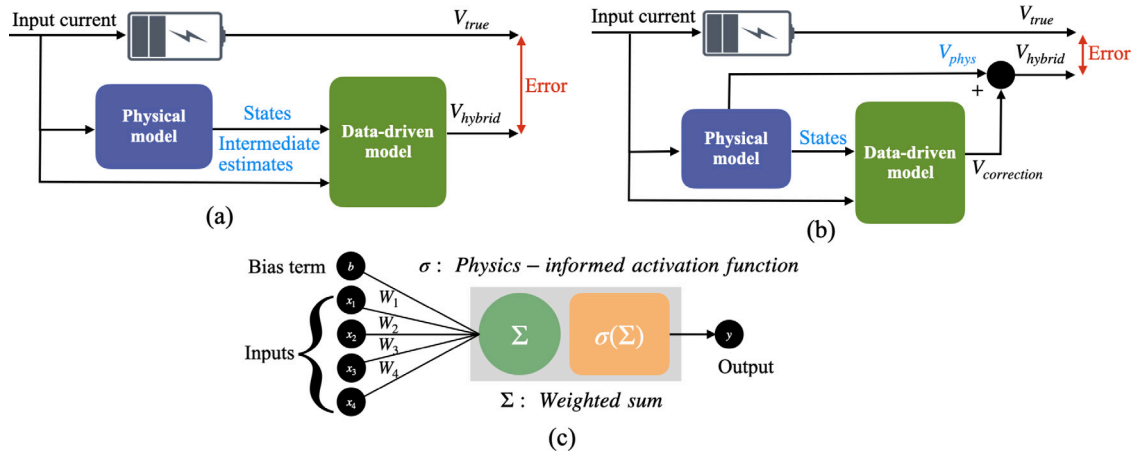 Input current
V_true
Physical
model
States
Intermediate
estimates
Data-driven
model
V_hybrid
Error
(a)
Input current
V_true
V_phys
V_hybrid
Error
+
Physical
model
States
Data-driven
model
V_correction
(b)
Bias term
b
σ : Physics − informed activation function
Inputs
x₁
x₂
x₃
x₄
W₁
W₂
W₃
W₄
Σ
σ(Σ)
y
Output
Σ : Weighted sum
(c)